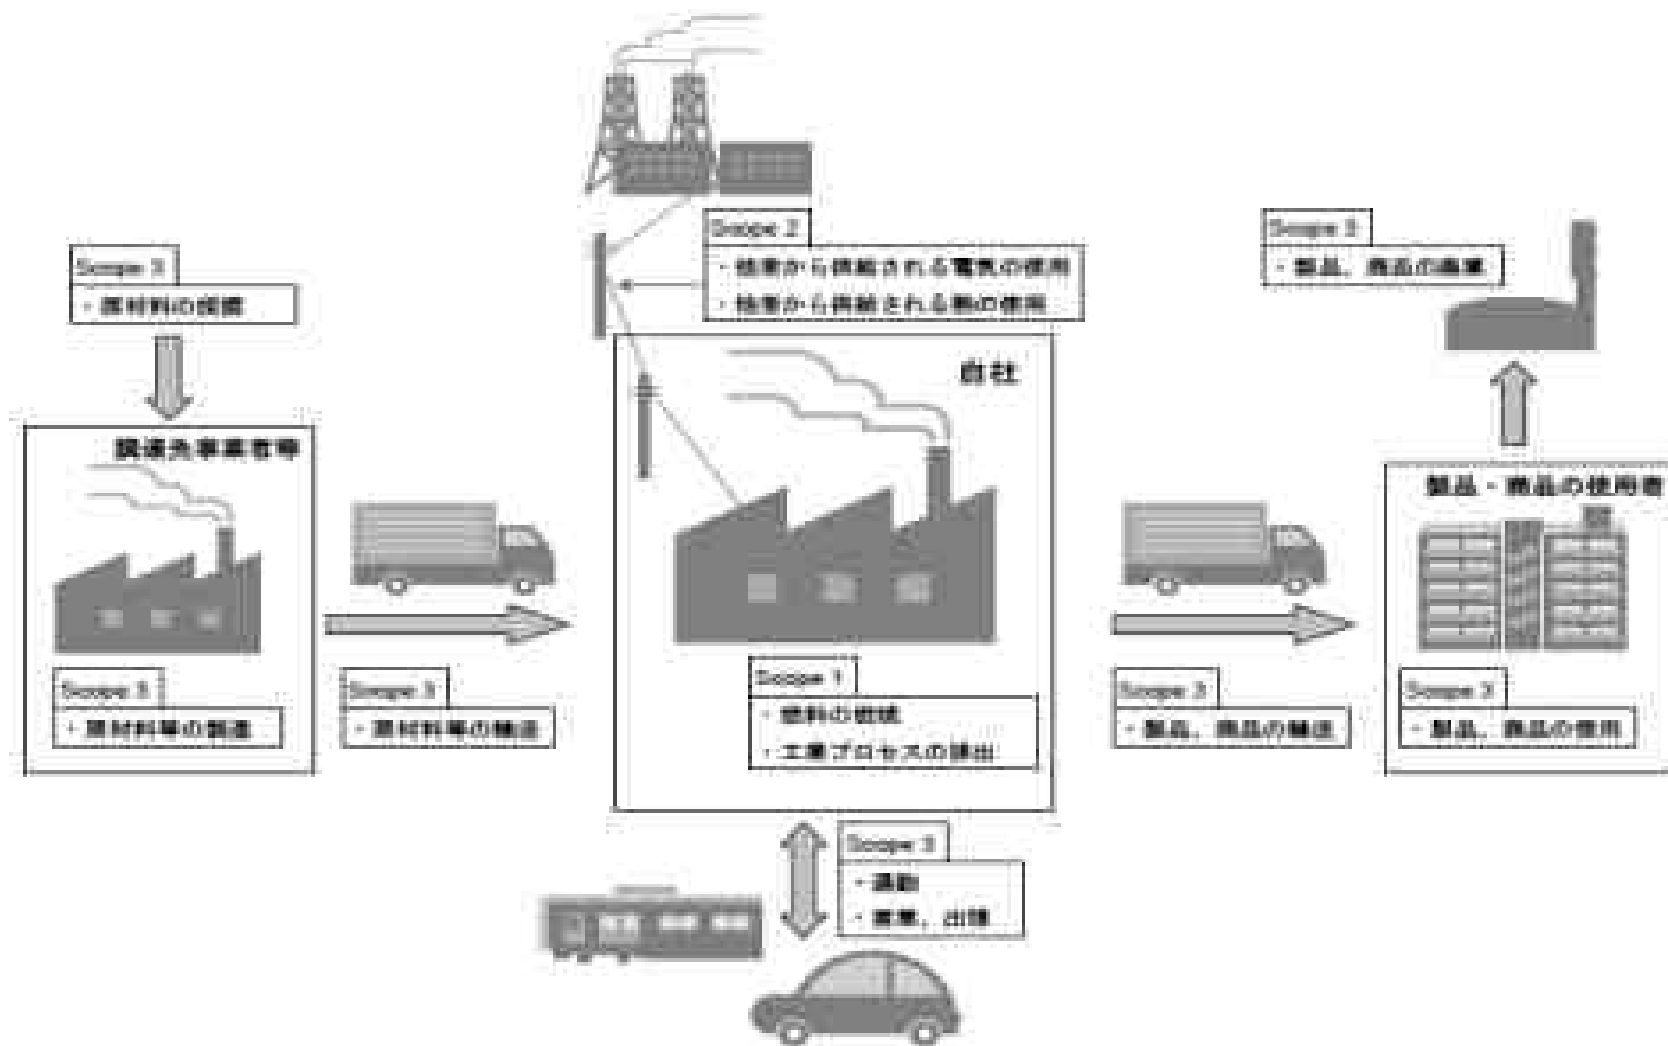 Scope 2
・他者から供給される電気の使用
・他者から供給される熱の使用
Scope 3
・製品、商品の廃棄
Scope 3
・原材料の採掘
自社
調達先事業者等
製品・商品の使用者
Scope 3
・原材料等の製造
Scope 3
・原材料等の輸送
Scope 1
・燃料の燃焼
・工業プロセスの排出
Scope 3
・製品、商品の輸送
Scope 3
・製品、商品の使用
Scope 3
・通勤
出張